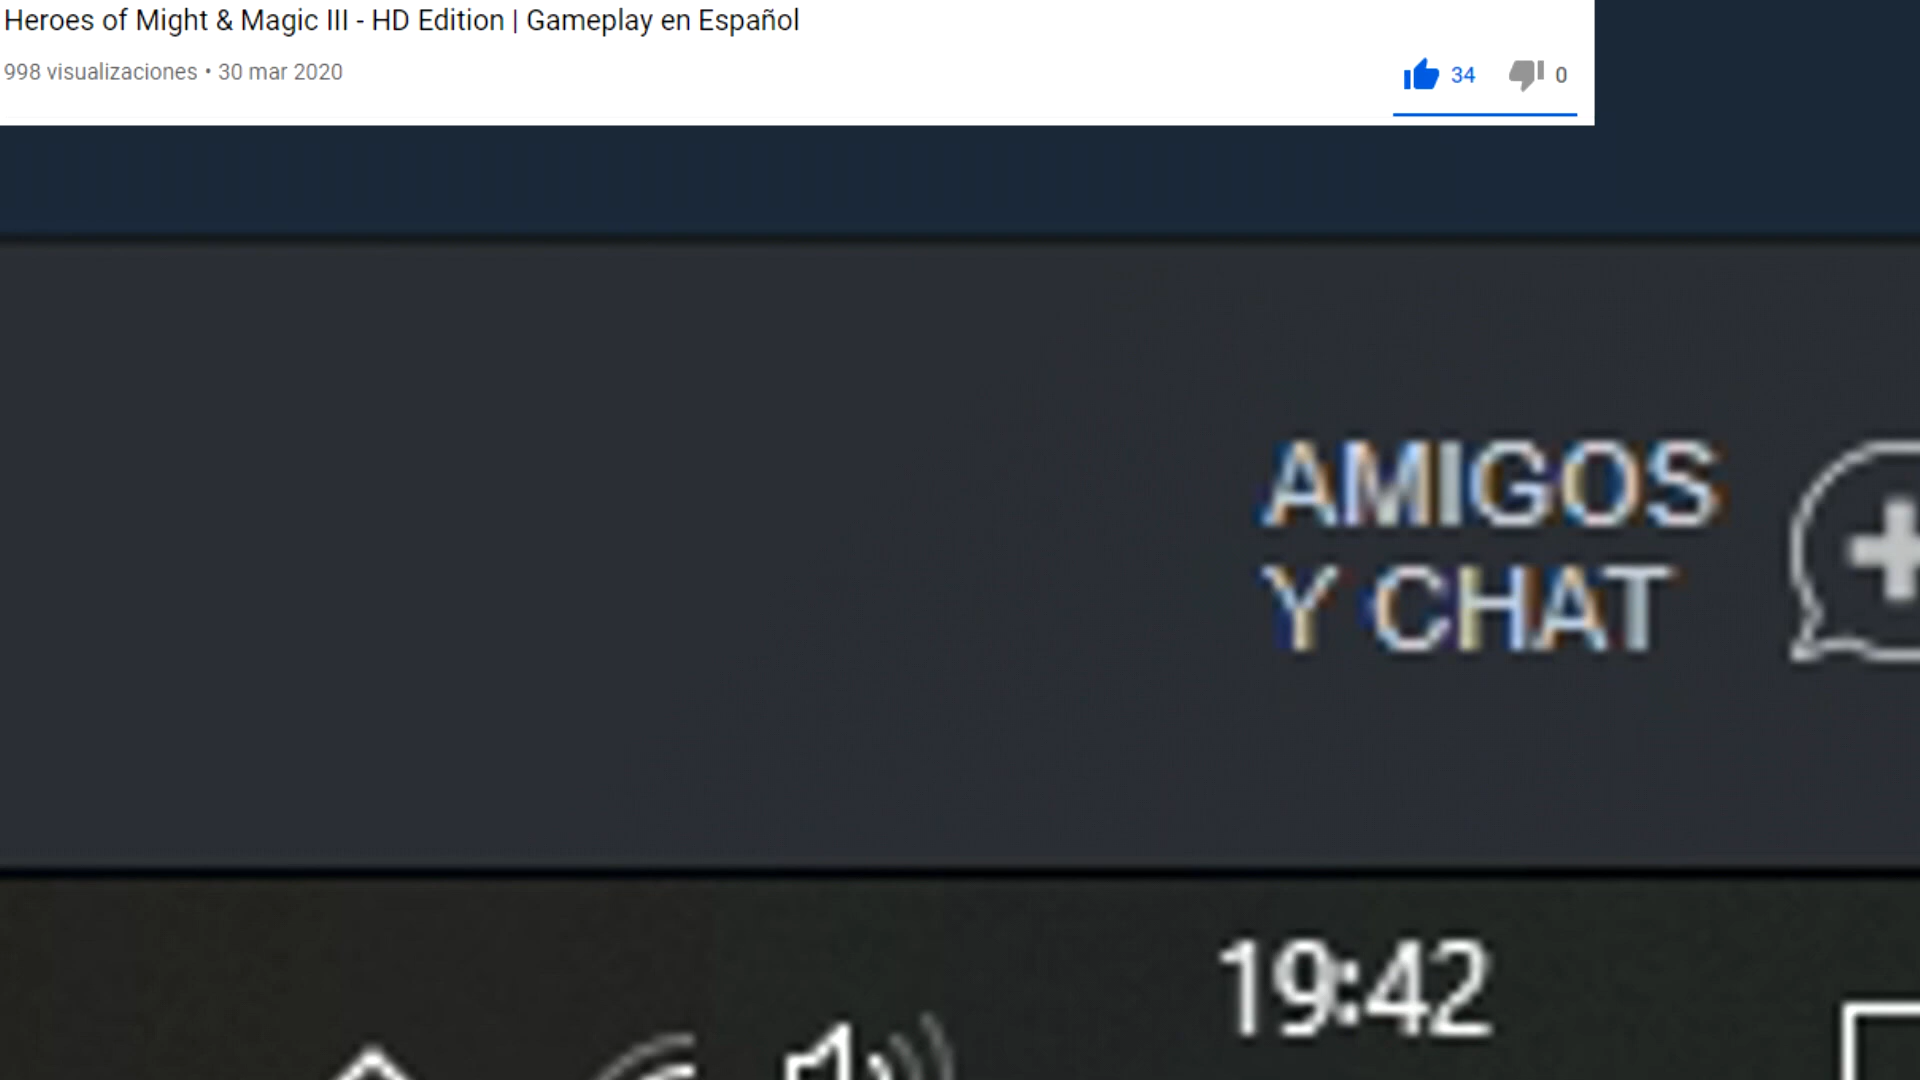 Heroes of Might & Magic III - HD Edition | Gameplay en Español
998 visualizaciones • 30 mar 2020
34
0
AMIGOS
Y CHAT
19:42